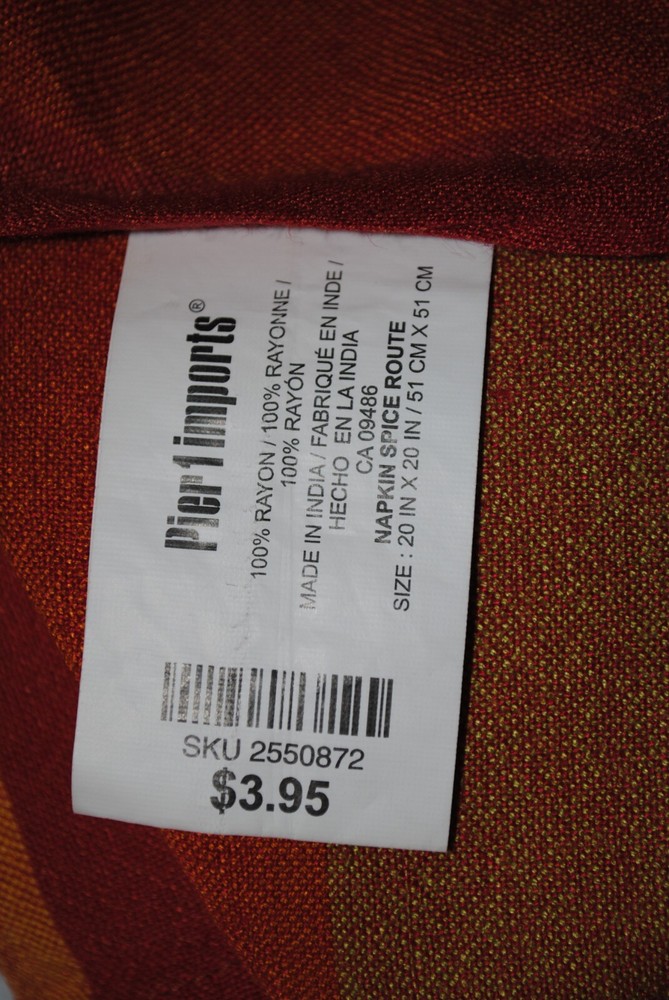 Pier 1 imports®
100% RAYON / 100% RAYONNE /
100% RAYÓN
MADE IN INDIA / FABRIQUÉ EN INDE /
HECHO EN LA INDIA
CA 09486
NAPKIN SPICE ROUTE
SIZE : 20 IN X 20 IN / 51 CM X 51 CM
SKU 2550872
$3.95